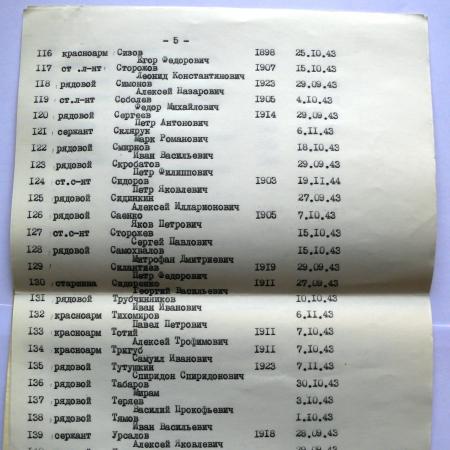 - 5 -
116 красноарм Сизов 1898 25.10.43
Егор Федорович
117 ст.л-нт Сторожов 1907 15.10.43
Леонид Константинович
118 рядовой Симонов 1923 29.09.43
Алексей Назарович
119 ст.л-нт Соболев 1905 4.10.43
Федор Михайлович
120 рядовой Сергеев 1914 29.09.43
Петр Антонович
121 сержант Склярук 6.11.43
Марк Романович
122 рядовой Смирнов 18.10.43
Иван Васильевич
123 рядовой Скробатов 29.09.43
Петр Филиппович
124 ст.с-нт Сидоров 1903 19.11.44
Петр Яковлевич
125 рядовой Сидинкин 27.09.43
Алексей Илларионович
126 рядовой Саенко 1905 7.10.43
Яков Петрович
127 ст.с-нт Сторожев 15.10.43
Сергей Павлович
128 рядовой Самохвалов 15.10.43
Митрофан Дмитриевич
129 Силантиев 1919 29.09.43
Петр Федорович
130 старшина Сидоренко 1911 27.09.43
Георгий Васильевич
131 рядовой Трубчинников 10.10.43
Иван Иванович
132 красноарм Тихомиров 6.11.43
Павел Петрович
133 красноарм Тотий 1911 7.10.43
Алексей Трофимович
134 красноарм Тригуб 1911 7.10.43
Самуил Иванович
135 рядовой Тутушкин 1923 7.11.43
Спиридон Спиридонович
136 рядовой Табаров 30.10.43
Мирам
137 рядовой Теряев 3.10.43
Василий Прокофьевич
138 рядовой Тямов 1.10.43
Иван Васильевич
139 сержант Урсалов 1918 28.09.43
Алексей Яковлевич